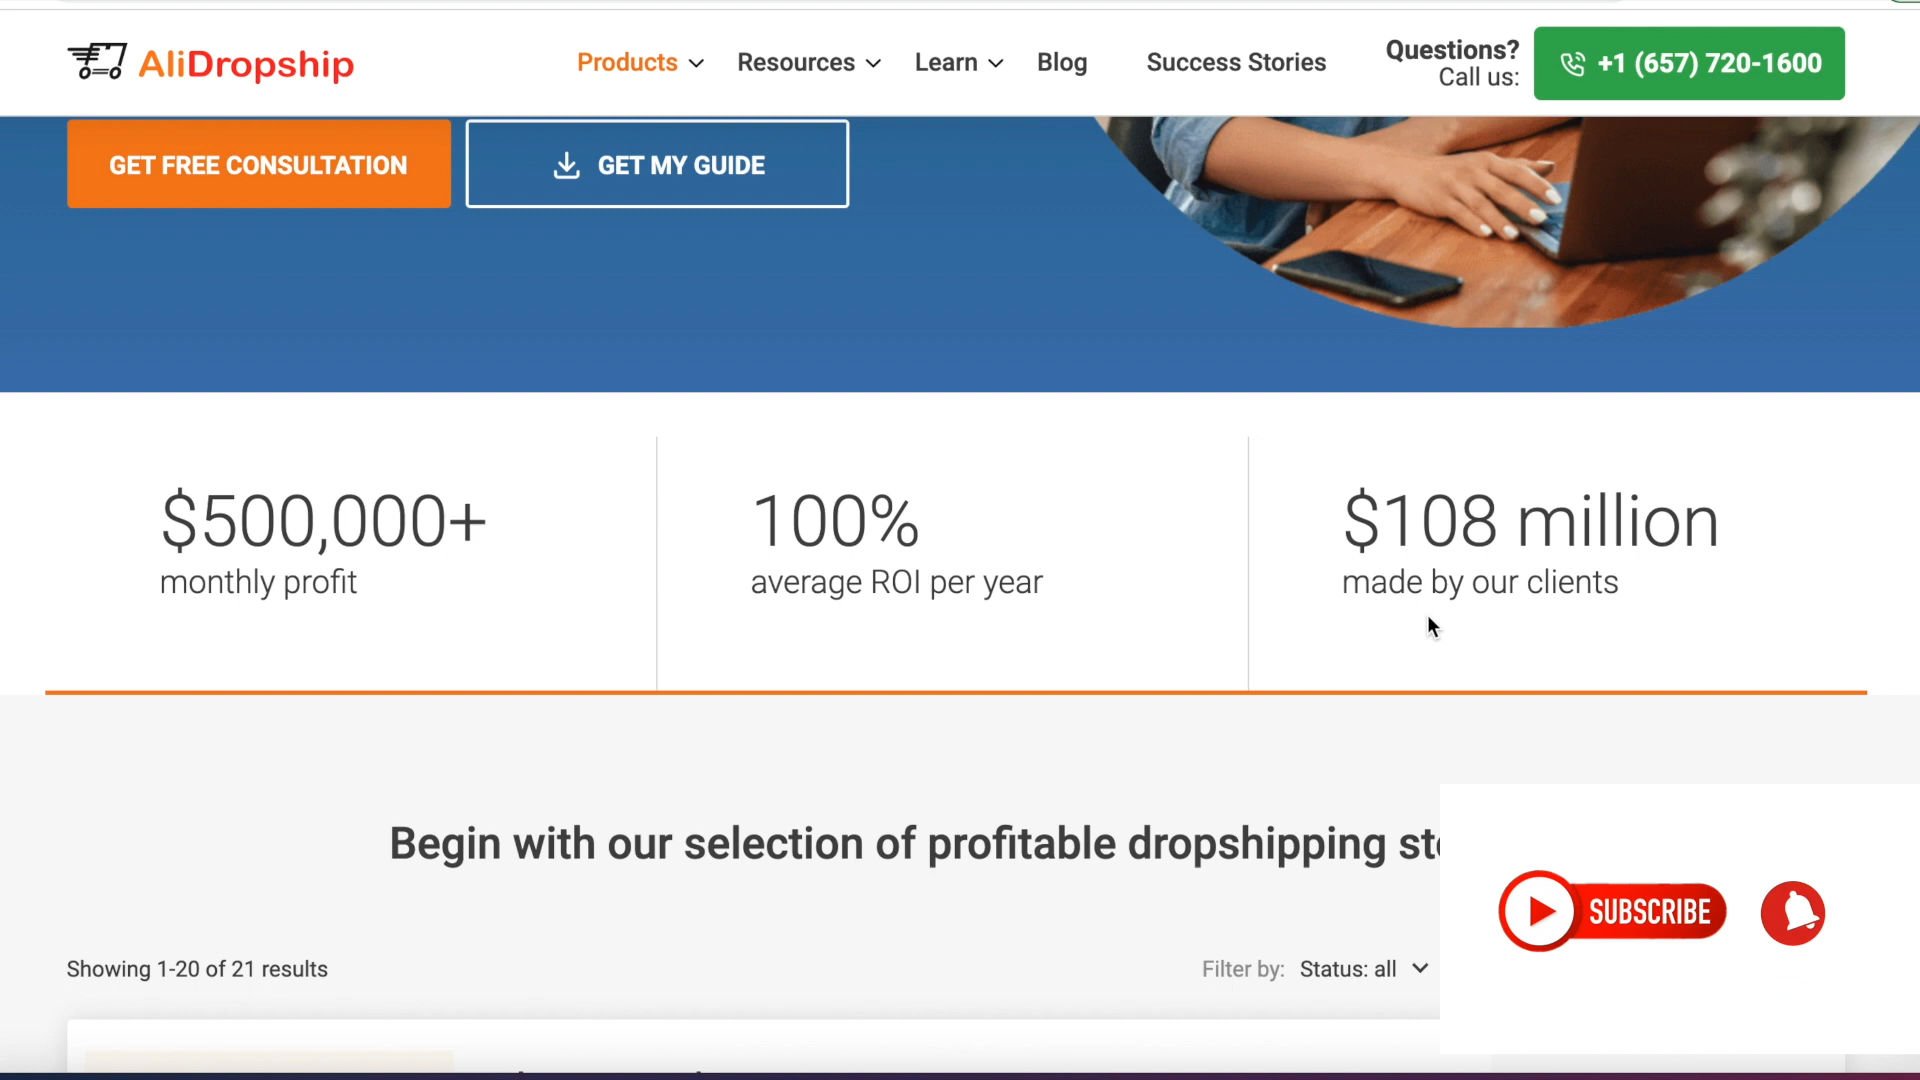 AliDropship
Products
Resources
Learn
Blog
Success Stories
Questions?
Call us:
+1 (657) 720-1600
GET FREE CONSULTATION
GET MY GUIDE
$500,000+
monthly profit
100%
average ROI per year
$108 million
made by our clients
Begin with our selection of profitable dropshipping
SUBSCRIBE
Showing 1-20 of 21 results
Filter by: Status: all